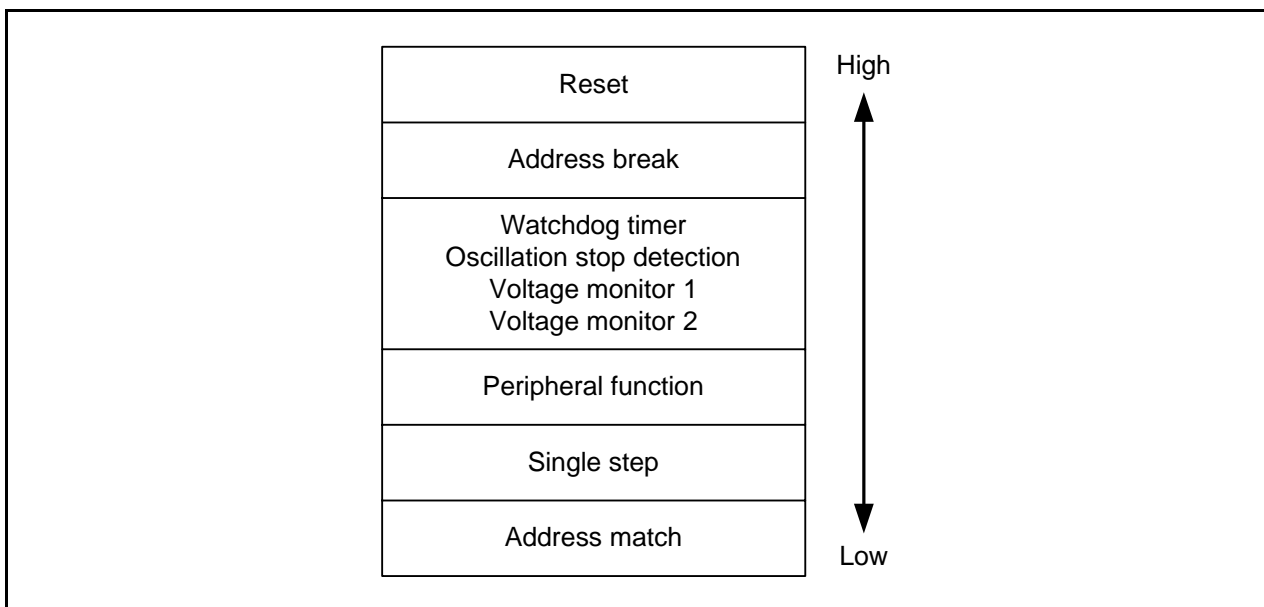 Reset
High
Address break
Watchdog timer
Oscillation stop detection
Voltage monitor 1
Voltage monitor 2
Peripheral function
Single step
Address match
Low